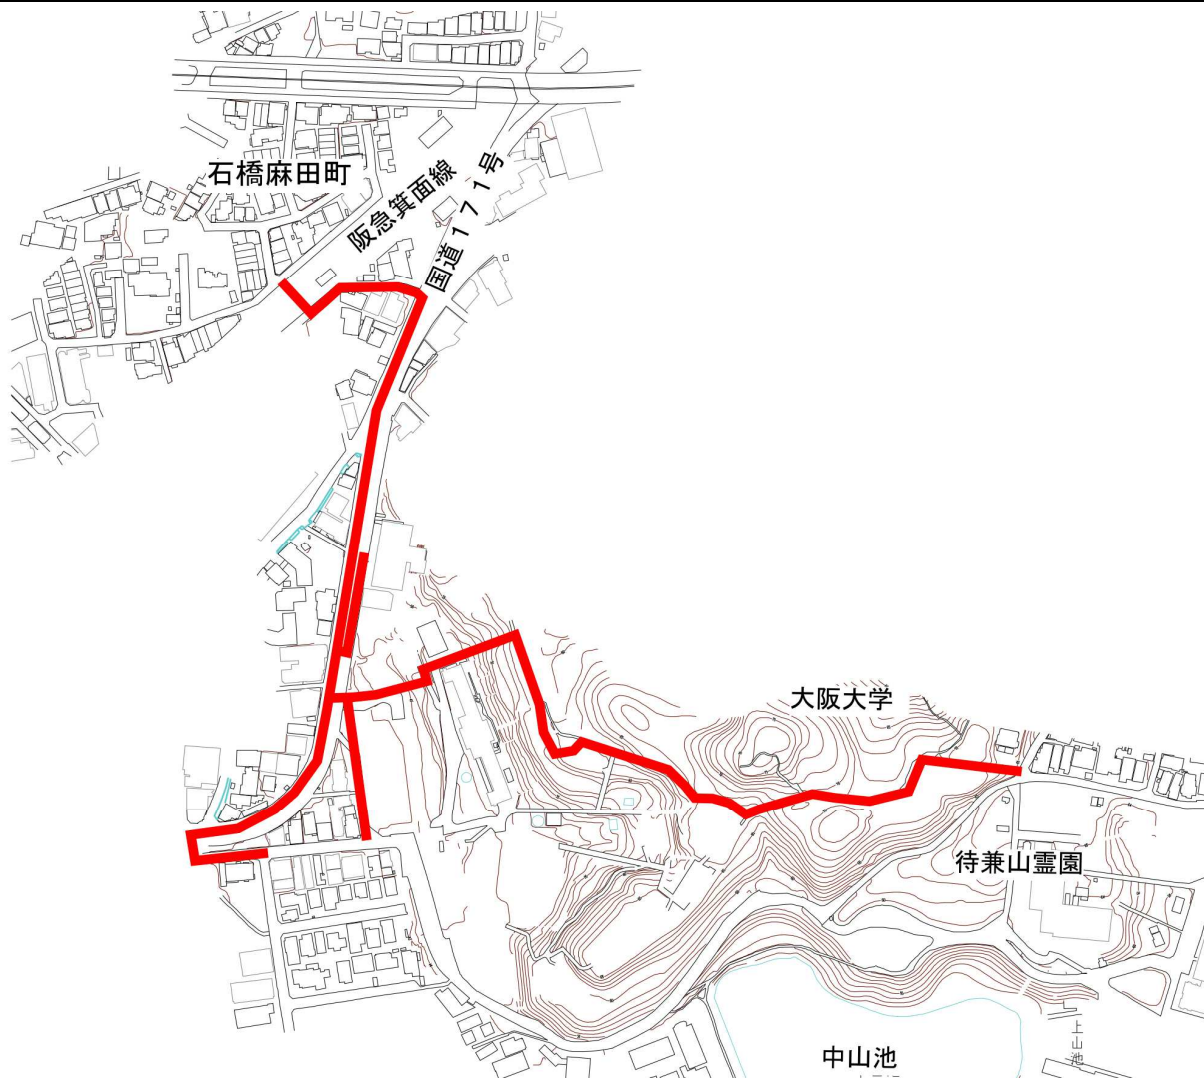 石橋麻田町
阪急箕面線
国道171号
大阪大学
待兼山霊園
上山池
中山池